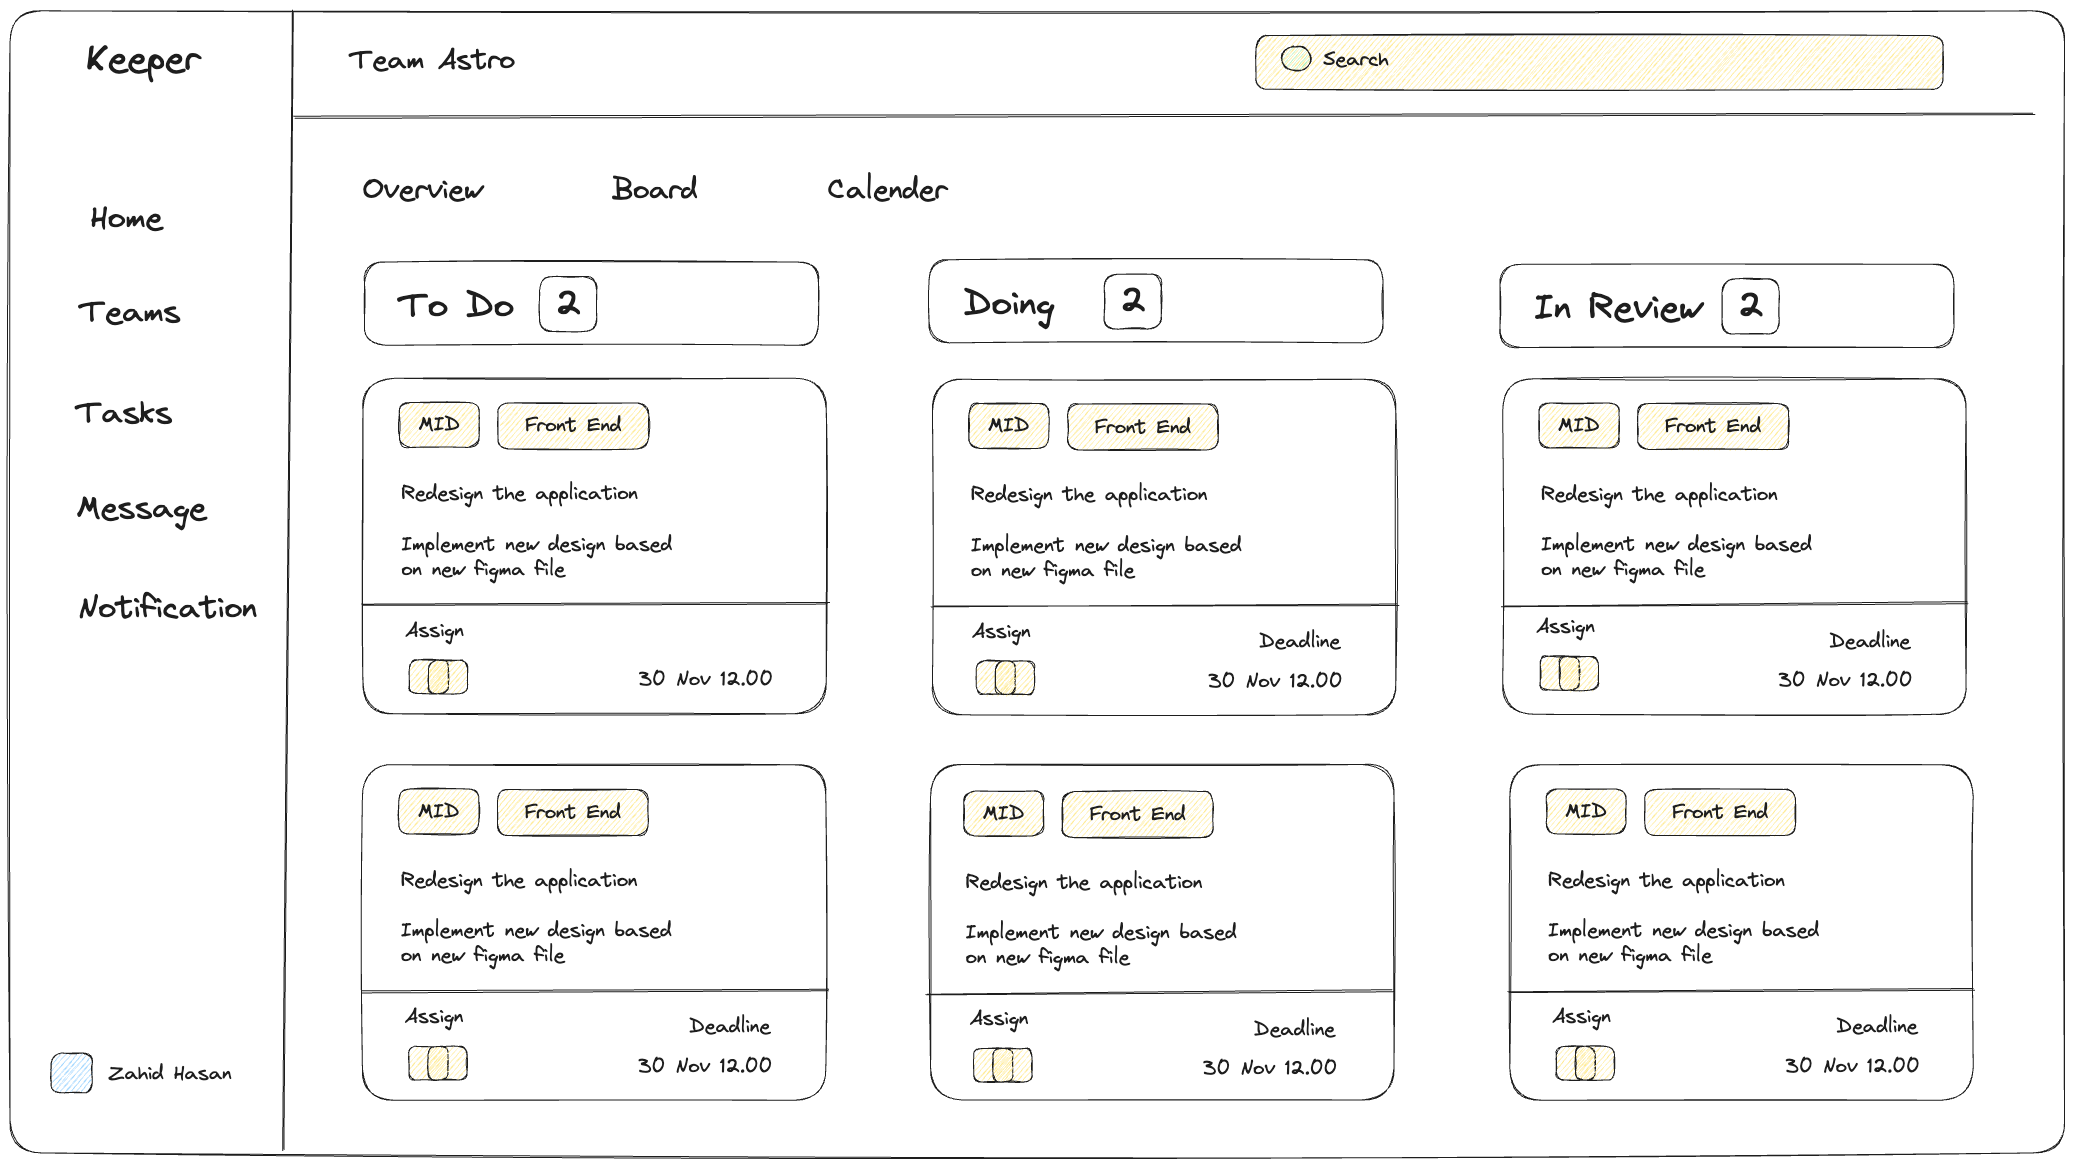 Keeper
Home
Teams
Tasks
Message
Notification
Zahid Hasan
Team Astro
Search
Overview
Board
Calender
To Do 2
MID
Front End
Redesign the application
Implement new design based
on new figma file
Assign
30 Nov 12.00
MID
Front End
Redesign the application
Implement new design based
on new figma file
Assign
Deadline
30 Nov 12.00
Doing 2
MID
Front End
Redesign the application
Implement new design based
on new figma file
Assign
Deadline
30 Nov 12.00
MID
Front End
Redesign the application
Implement new design based
on new figma file
Assign
Deadline
30 Nov 12.00
In Review 2
MID
Front End
Redesign the application
Implement new design based
on new figma file
Assign
Deadline
30 Nov 12.00
MID
Front End
Redesign the application
Implement new design based
on new figma file
Assign
Deadline
30 Nov 12.00